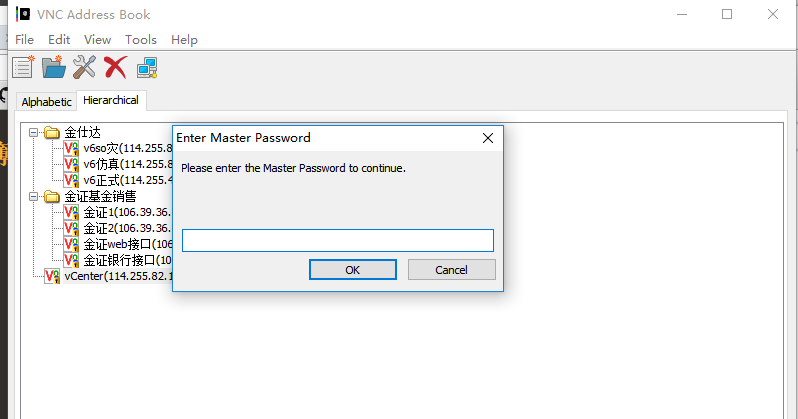 VNC Address Book
File Edit View Tools Help
Alphabetic Hierarchical
金仕达
v6so灾(114.255.8
v6仿真(114.255.8
v6正式(114.255.4
金证基金销售
金证1(106.39.36.
金证2(106.39.36.
金证web接口(106
金证银行接口(10
vCenter(114.255.82.1
Enter Master Password
Please enter the Master Password to continue.
OK Cancel